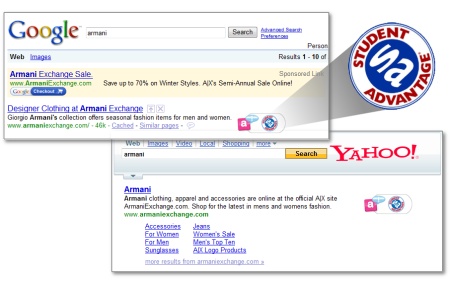 Google
armani
Search
Advanced Search
Preferences
Person
Web Images
Results 1 - 10 of
Armani Exchange Sale
Sponsored Lin
www.ArmaniExchange.com Save up to 70% on Winter Styles. A|X's Semi-Annual Sale Online!
Google Checkout
Designer Clothing at Armani Exchange
Giorgio Armani's collection offers seasonal fashion items for men and women.
www.armaniexchange.com/ - 46k - Cached - Similar pages -
STUDENT
sa
ADVANTAGE
Web | Images | Video | Local | Shopping | more
armani
Search
YAHOO!
Armani
Armani clothing, apparel and accessories are online at the official A|X site
ArmaniExchange.com. Shop for the latest in mens and womens fashion.
www.armaniexchange.com
Accessories Jeans
For Women Women's Sale
For Men Men's Top Ten
Sunglasses A|X Logo Products
more results from armaniexchange.com »